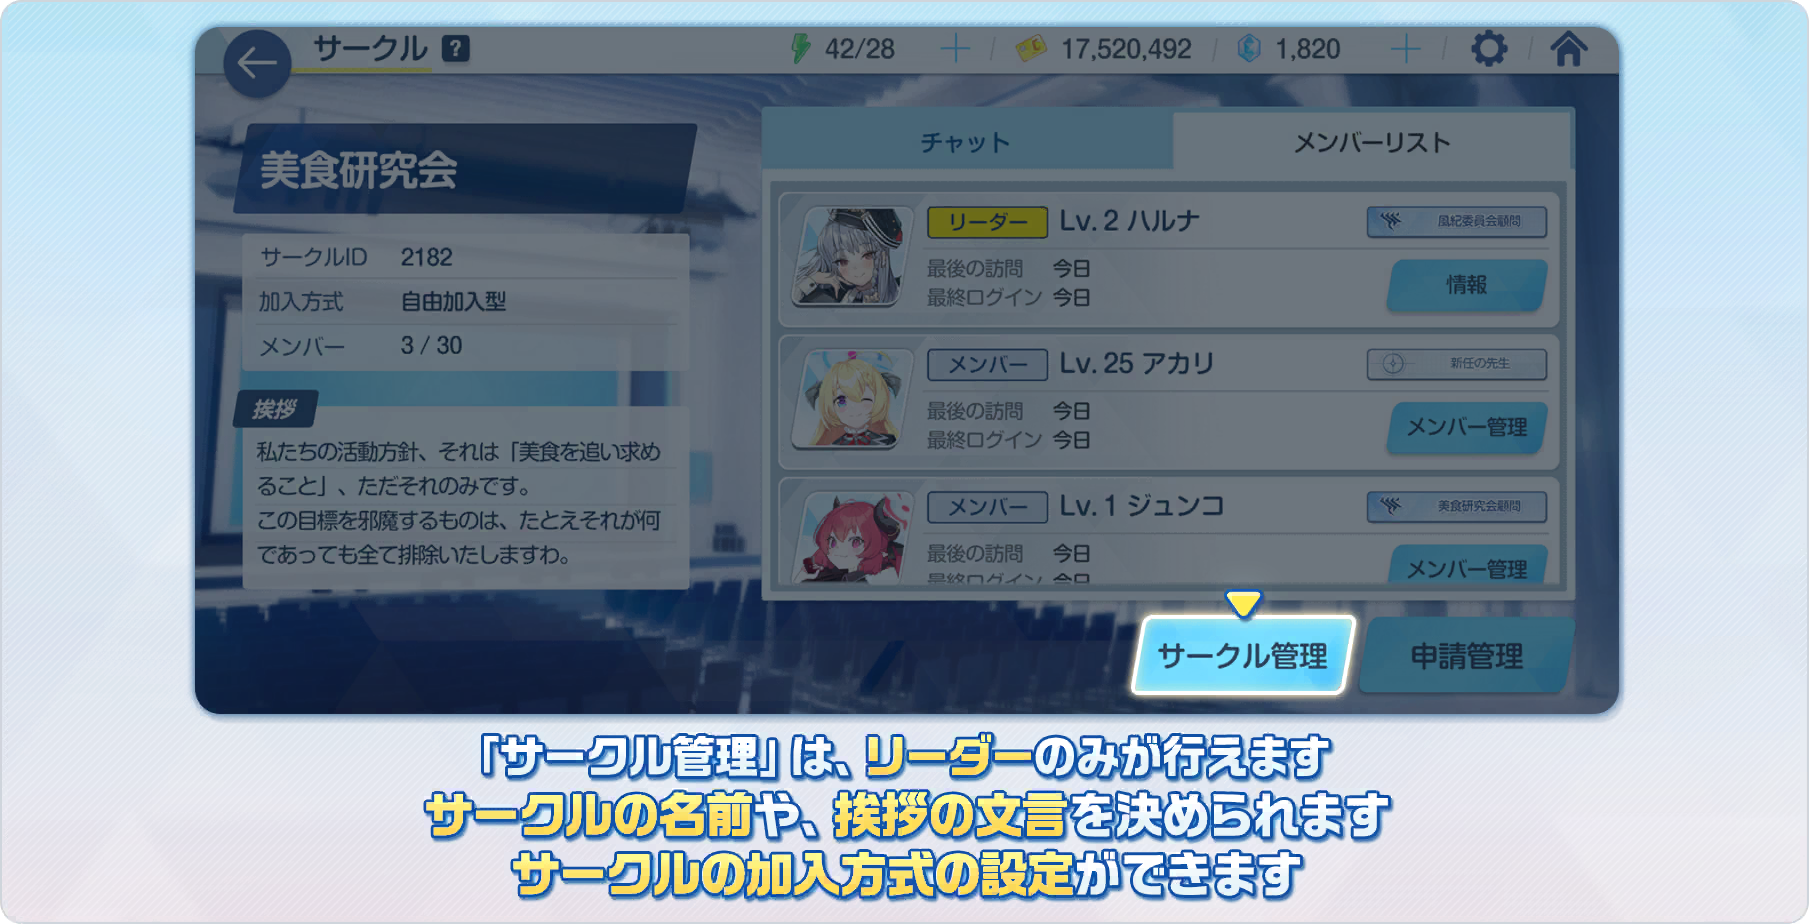 サークル ?
42/28
17,520,492
1,820
美食研究会
サークルID 2182
加入方式 自由加入型
メンバー 3 / 30
挨拶
私たちの活動方針、それは「美食を追い求め
ること」、ただそれのみです。
この目標を邪魔するものは、たとえそれが何
であっても全て排除いたしますわ。
チャット
メンバーリスト
リーダー Lv. 2 ハルナ
風紀委員会顧問
最後の訪問 今日
最終ログイン 今日
情報
メンバー Lv. 25 アカリ
新任の先生
最後の訪問 今日
最終ログイン 今日
メンバー管理
メンバー Lv. 1 ジュンコ
美食研究会顧問
最後の訪問 今日
最終ログイン 今日
メンバー管理
サークル管理
申請管理
「サークル管理」は、リーダーのみが行えます
サークルの名前や、挨拶の文言を決められます
サークルの加入方式の設定ができます